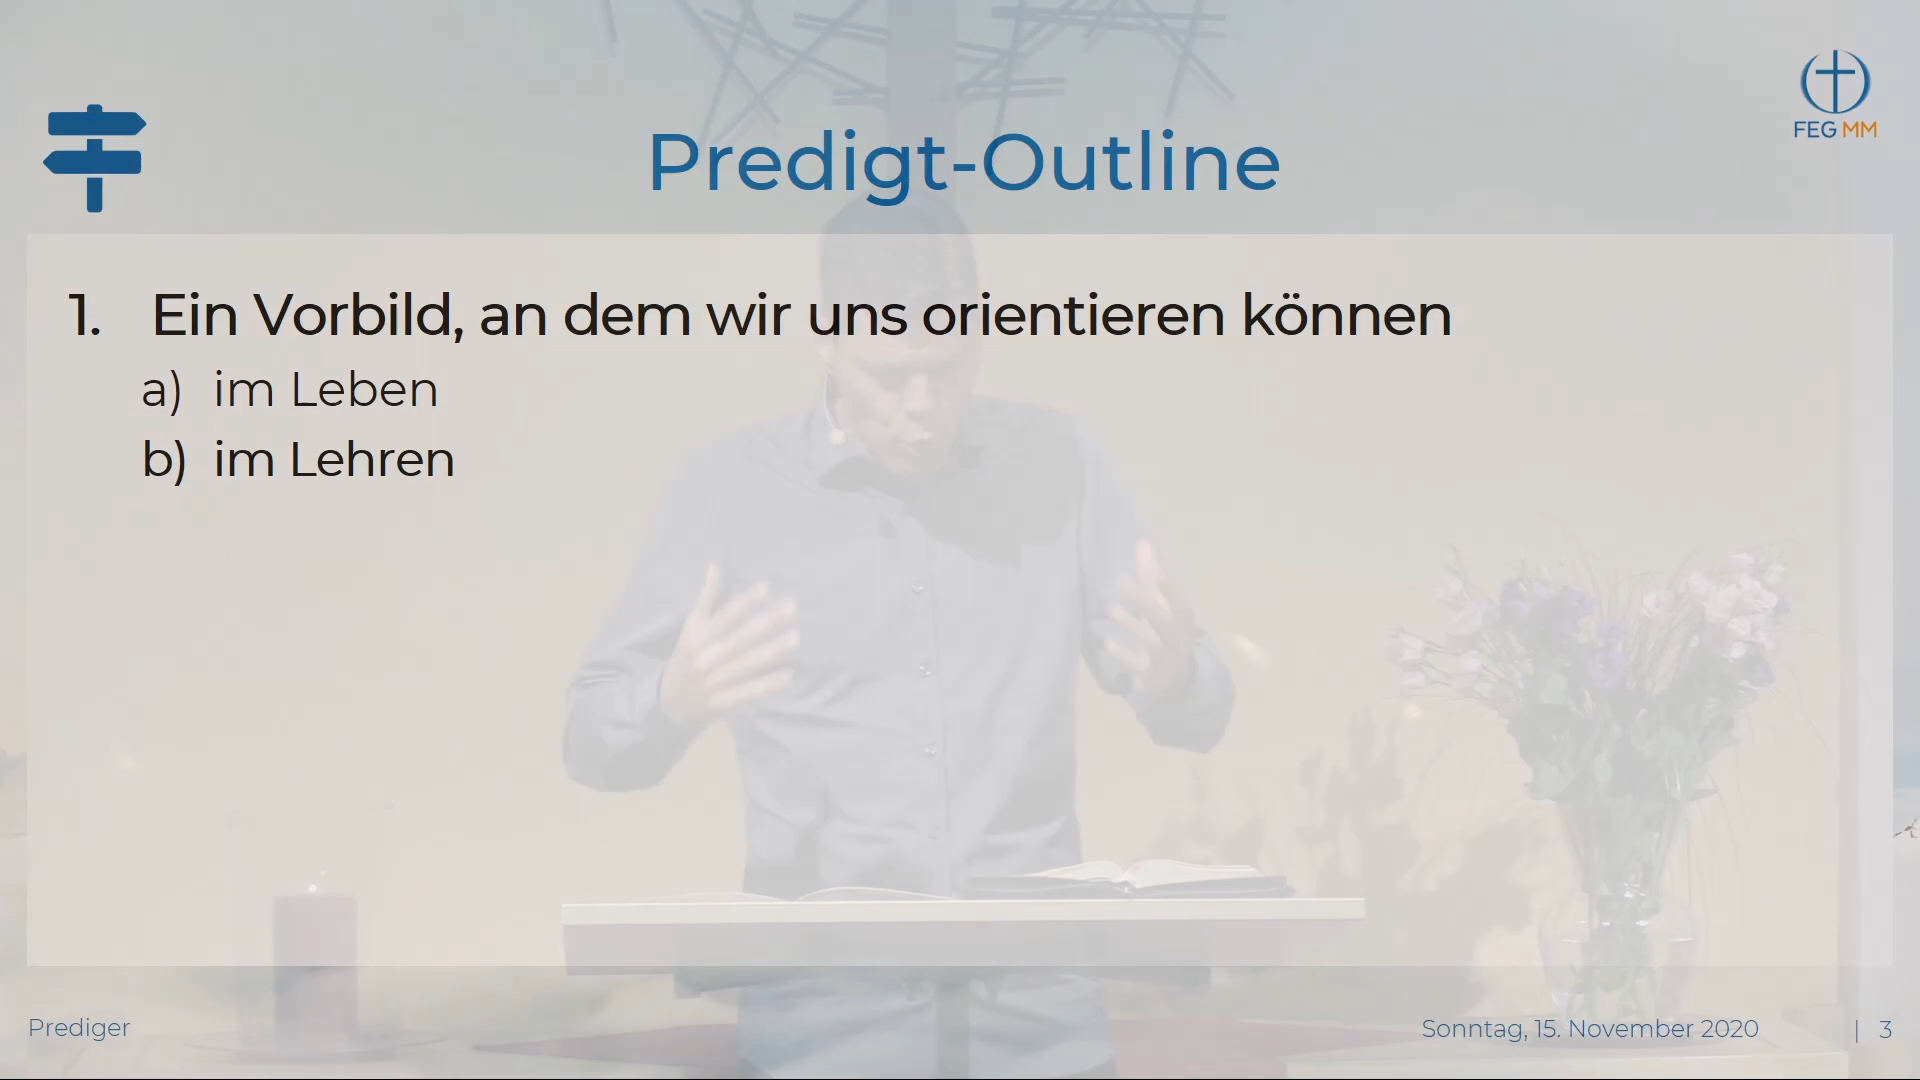 FEG MM
Predigt-Outline
1. Ein Vorbild, an dem wir uns orientieren können
a) im Leben
b) im Lehren
Prediger
Sonntag, 15. November 2020 | 3